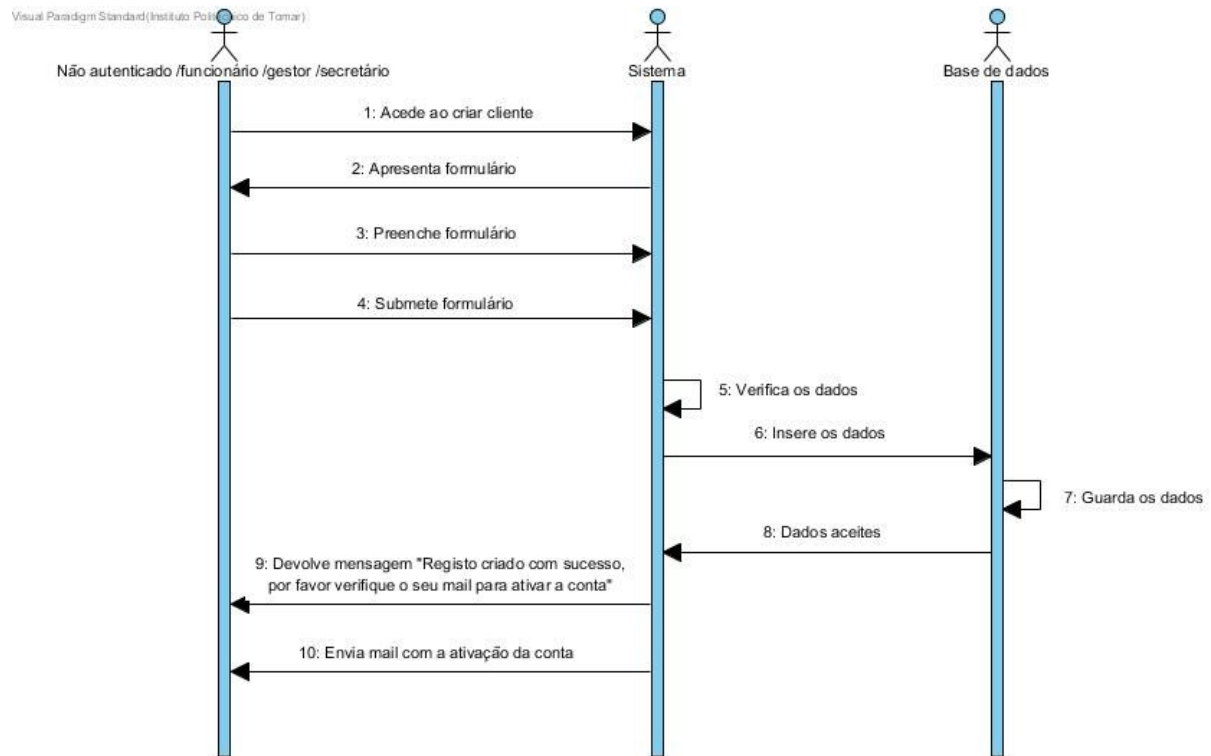 Visual Paradigm Standard(Instituto Politécnico de Tomar)
Não autenticado /funcionário /gestor /secretário
Sistema
Base de dados
1: Acede ao criar cliente
2: Apresenta formulário
3: Preenche formulário
4: Submete formulário
5: Verifica os dados
6: Insere os dados
7: Guarda os dados
8: Dados aceites
9: Devolve mensagem "Registo criado com sucesso,
por favor verifique o seu mail para ativar a conta"
10: Envia mail com a ativação da conta